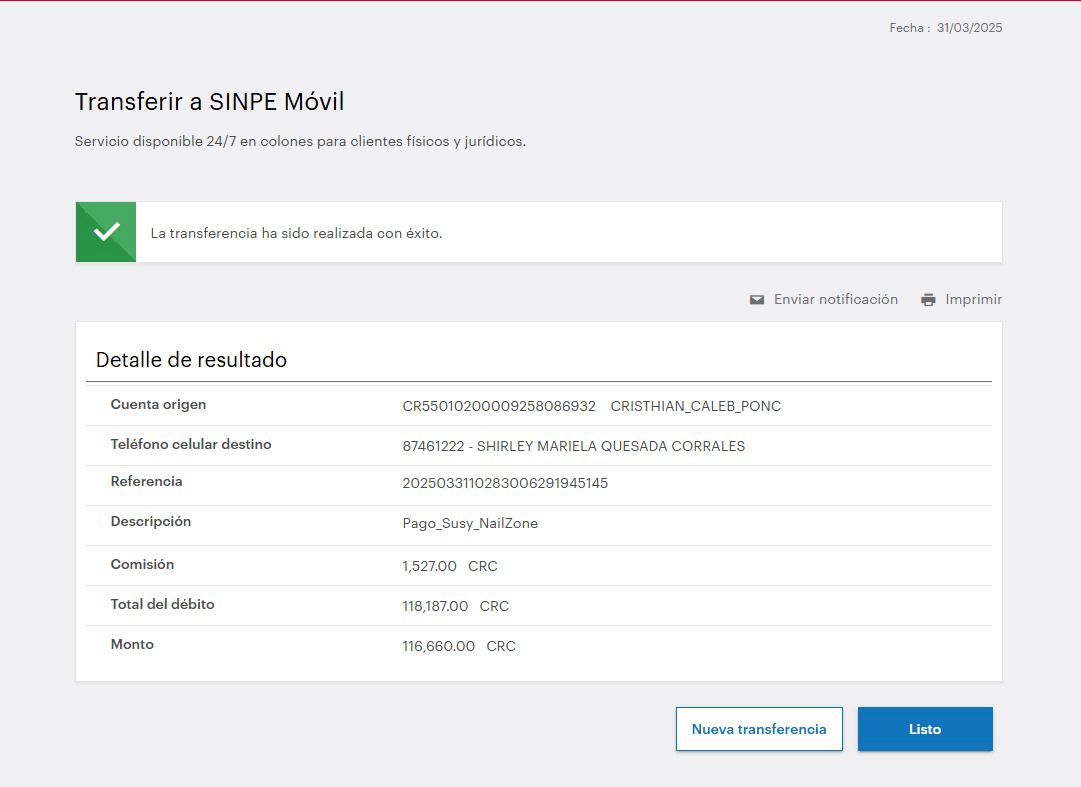 Fecha : 31/03/2025
Transferir a SINPE Móvil
Servicio disponible 24/7 en colones para clientes físicos y jurídicos.
La transferencia ha sido realizada con éxito.
Enviar notificación Imprimir
Detalle de resultado
Cuenta origen CR55010200009258086932 CRISTHIAN_CALEB_PONC
Teléfono celular destino 87461222 - SHIRLEY MARIELA QUESADA CORRALES
Referencia 2025033110283006291945145
Descripción Pago_Susy_NailZone
Comisión 1,527.00 CRC
Total del débito 118,187.00 CRC
Monto 116,660.00 CRC
Nueva transferencia Listo